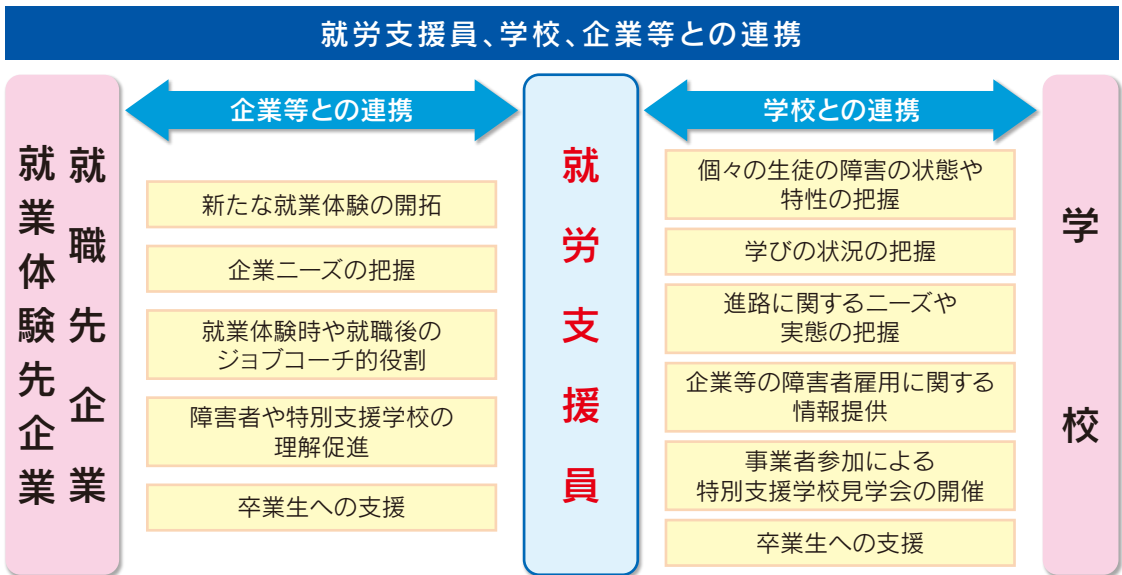 就労支援員、学校、企業等との連携
就職先企業
就業体験先企業
企業等との連携
新たな就業体験の開拓
企業ニーズの把握
就業体験時や就職後の
ジョブコーチ的役割
障害者や特別支援学校の
理解促進
卒業生への支援
就労支援員
学校との連携
個々の生徒の障害の状態や
特性の把握
学びの状況の把握
進路に関するニーズや
実態の把握
企業等の障害者雇用に関する
情報提供
事業者参加による
特別支援学校見学会の開催
卒業生への支援
学校